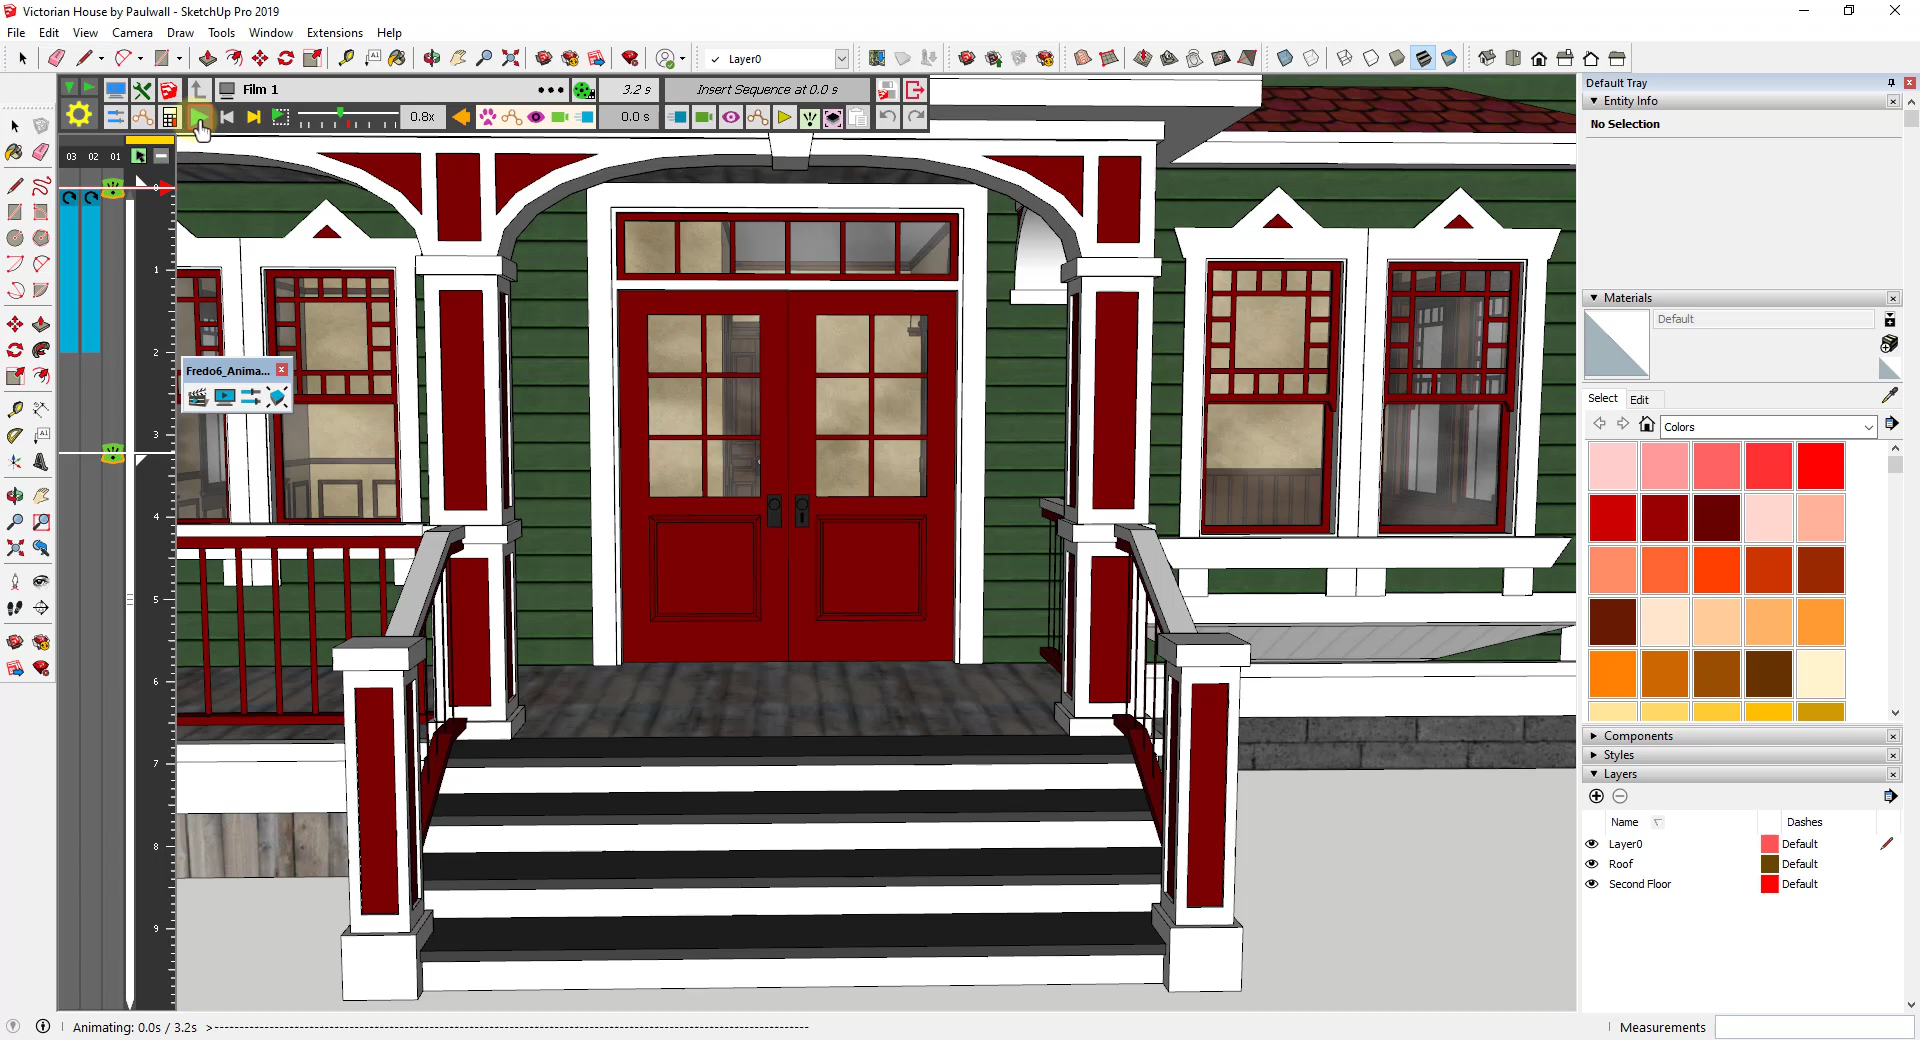 Victorian House by Paulwall - SketchUp Pro 2019
File Edit View Camera Draw Tools Window Extensions Help
Layer0
Default Tray
Film 1
3.2 s
Insert Sequence at 0.0 s
Entity Info
0.8x
0.0 s
No Selection
03 02 01
0
1
2
3
4
5
6
7
8
9
Fredo6_Anima...
Materials
Default
Select Edit
Colors
Components
Styles
Layers
Name Dashes
Layer0 Default
Roof Default
Second Floor Default
Animating: 0.0s / 3.2s >---------------------------------------------------------------------------------------------------
Measurements